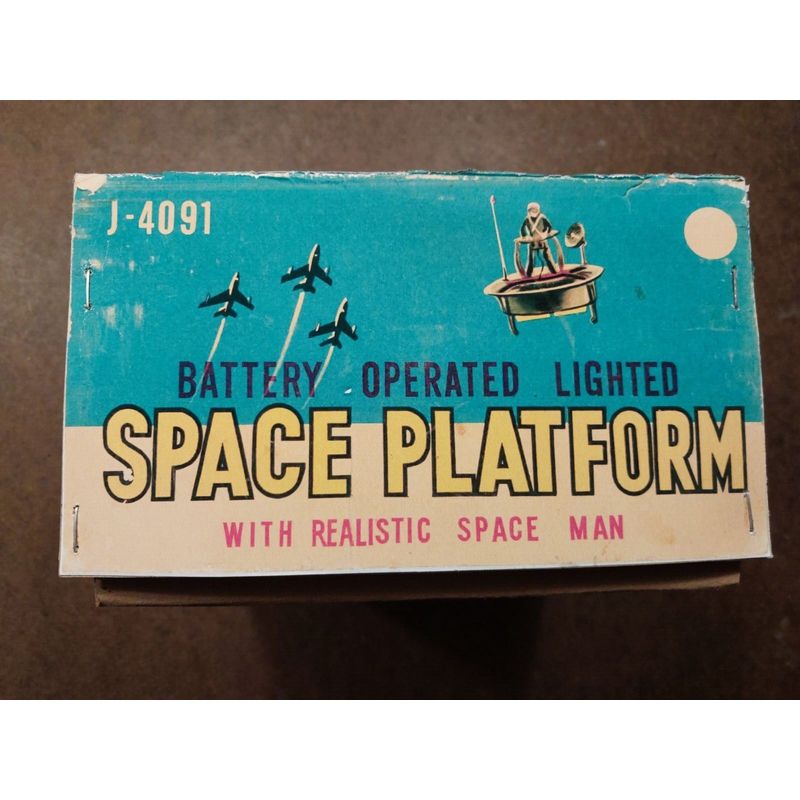 J-4091
BATTERY OPERATED LIGHTED
SPACE PLATFORM
WITH REALISTIC SPACE MAN